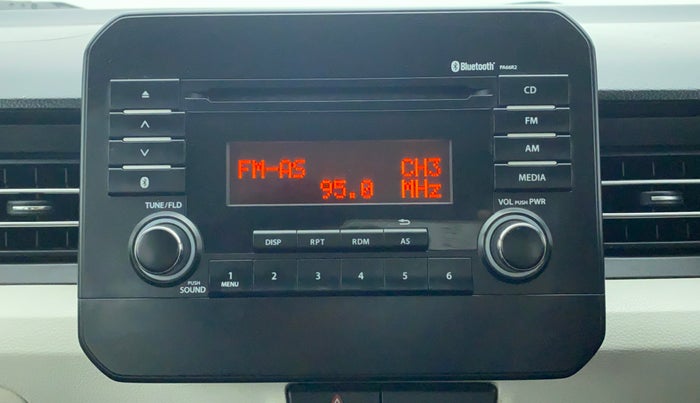 Bluetooth PA66R2
CD
FM
AM
MEDIA
FM-AS CH3
95.0 MHz
TUNE/FLD
VOL PUSH PWR
DISP RPT RDM AS
PUSH
SOUND
1 2 3 4 5 6
MENU